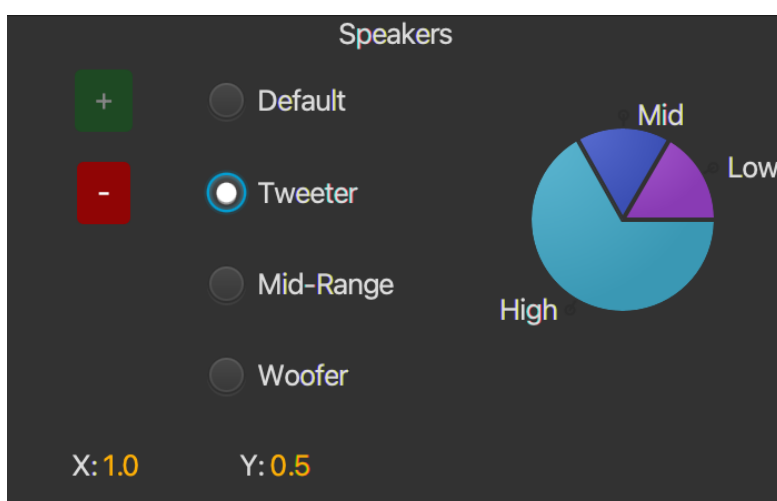 Speakers
+
Default
Mid
-
Tweeter
Low
Mid-Range
High
Woofer
X: 1.0
Y: 0.5